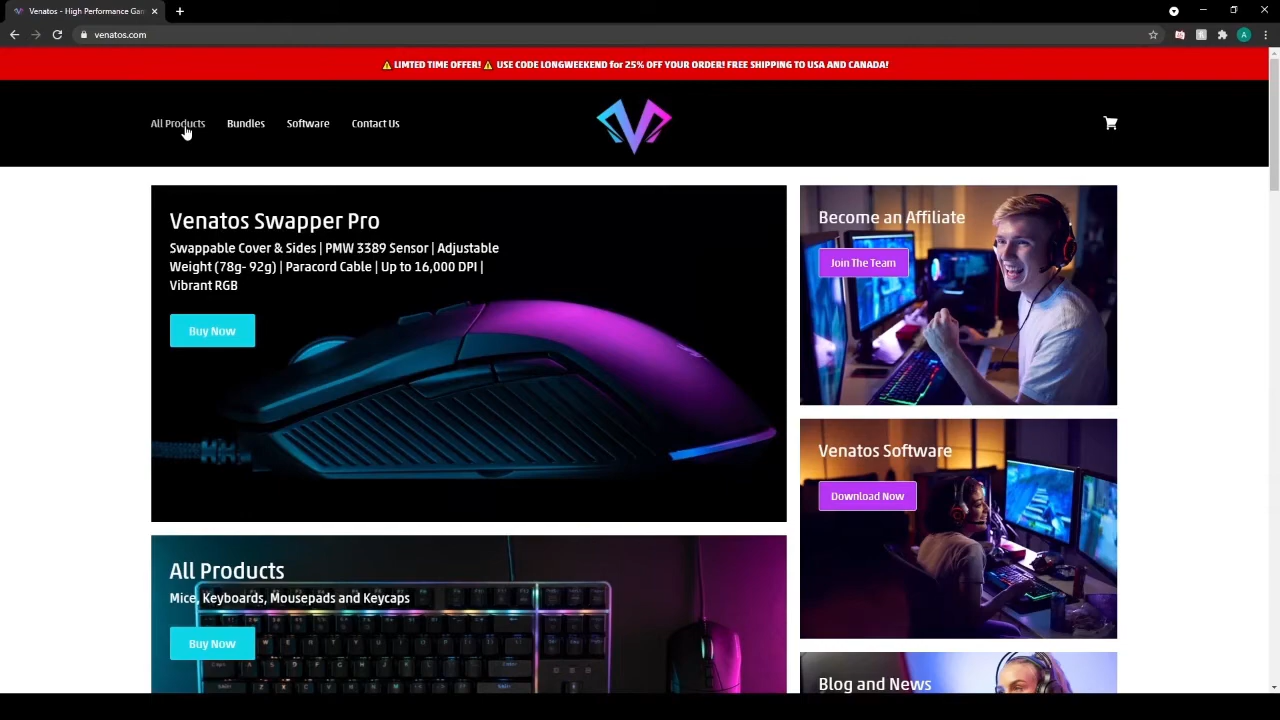 Venatos - High Performance Gam
venatos.com
A
⚠ LIMTED TIME OFFER! ⚠ USE CODE LONGWEEKEND for 25% OFF YOUR ORDER! FREE SHIPPING TO USA AND CANADA!
All Products
Bundles
Software
Contact Us
Venatos Swapper Pro
Swappable Cover & Sides | PMW 3389 Sensor | Adjustable
Weight (78g- 92g) | Paracord Cable | Up to 16,000 DPI |
Vibrant RGB
Buy Now
Become an Affiliate
Join The Team
Venatos Software
Download Now
All Products
Mice, Keyboards, Mousepads and Keycaps
Buy Now
Blog and News